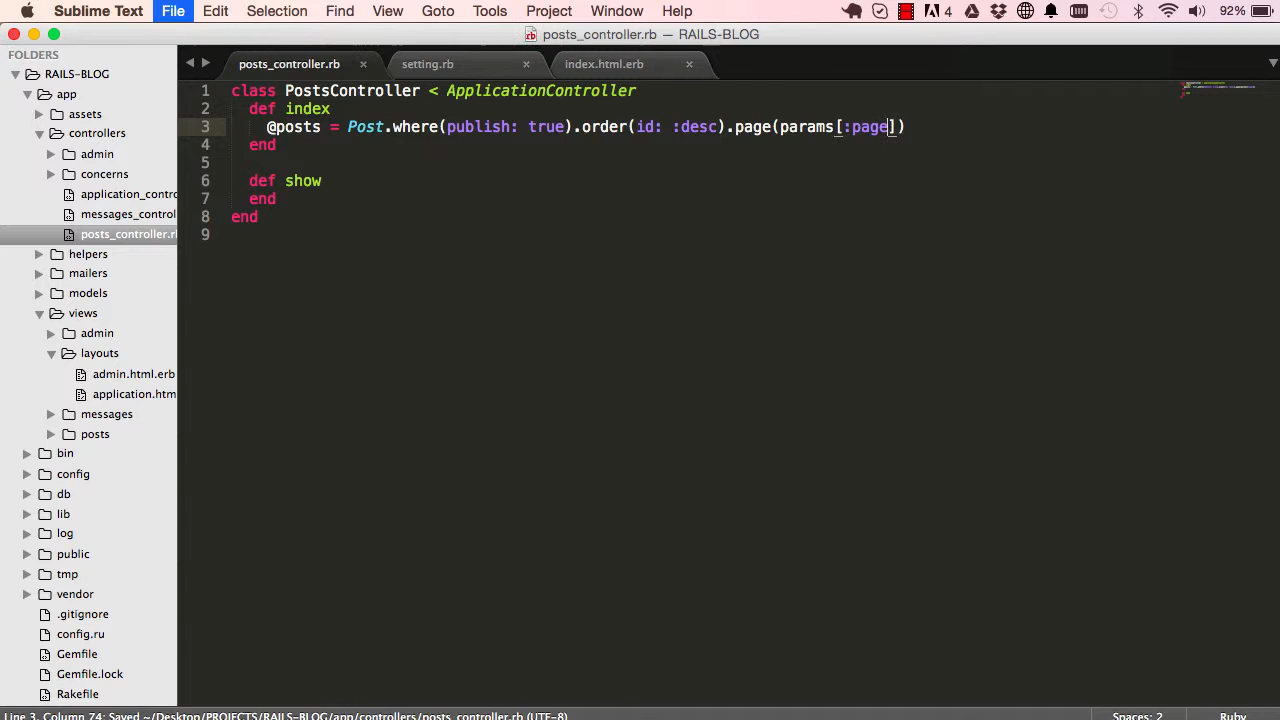 Sublime Text File Edit Selection Find View Goto Tools Project Window Help 4 92%
posts_controller.rb — RAILS-BLOG
FOLDERS
RAILS-BLOG
app
assets
controllers
admin
concerns
application_contro
messages_control
posts_controller.r
helpers
mailers
models
views
admin
layouts
admin.html.erb
application.htm
messages
posts
bin
config
db
lib
log
public
tmp
vendor
.gitignore
config.ru
Gemfile
Gemfile.lock
Rakefile
posts_controller.rb setting.rb index.html.erb
1 class PostsController < ApplicationController
2 def index
3 @posts = Post.where(publish: true).order(id: :desc).page(params[:page])
4 end
5
6 def show
7 end
8 end
9
Line 3, Column 74; Saved ~/Desktop/PROJECTS/RAILS-BLOG/app/controllers/posts_controller.rb (UTF-8) Spaces: 2 Ruby